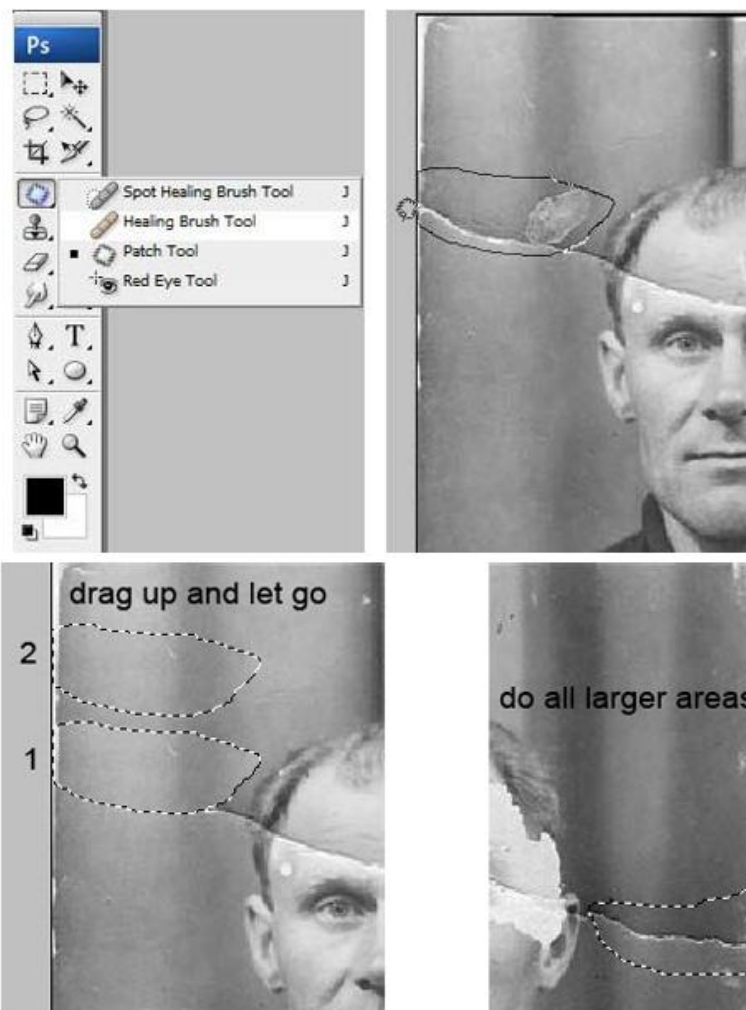 Ps
Spot Healing Brush Tool J
Healing Brush Tool J
Patch Tool J
Red Eye Tool J
T
drag up and let go
2
1
do all larger areas